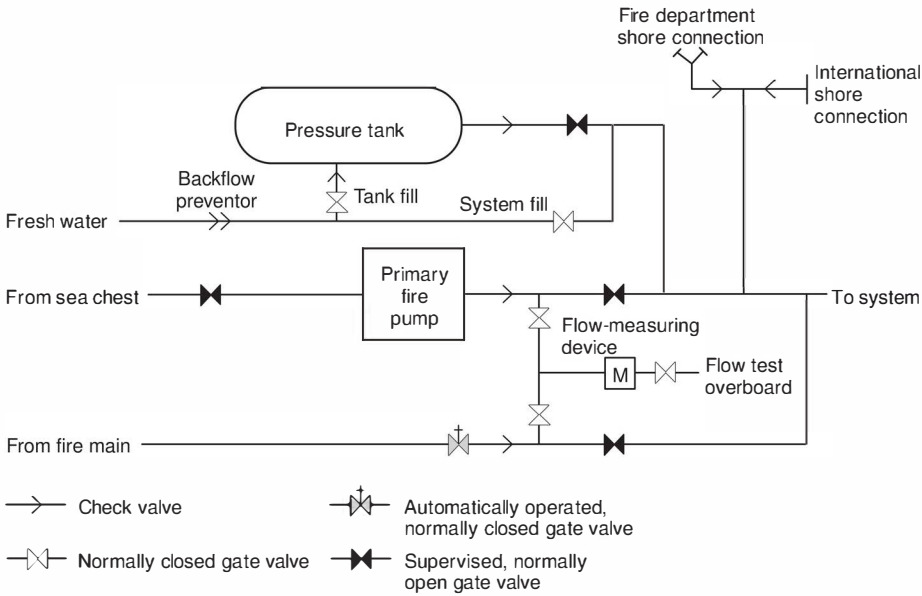 Fire department
shore connection
International
shore
connection
Pressure tank
Backflow
preventor
Tank fill
System fill
Fresh water
Primary
fire
pump
From sea chest
To system
Flow-measuring
device
M
Flow test
overboard
From fire main
Check valve
Automatically operated,
normally closed gate valve
Normally closed gate valve
Supervised, normally
open gate valve